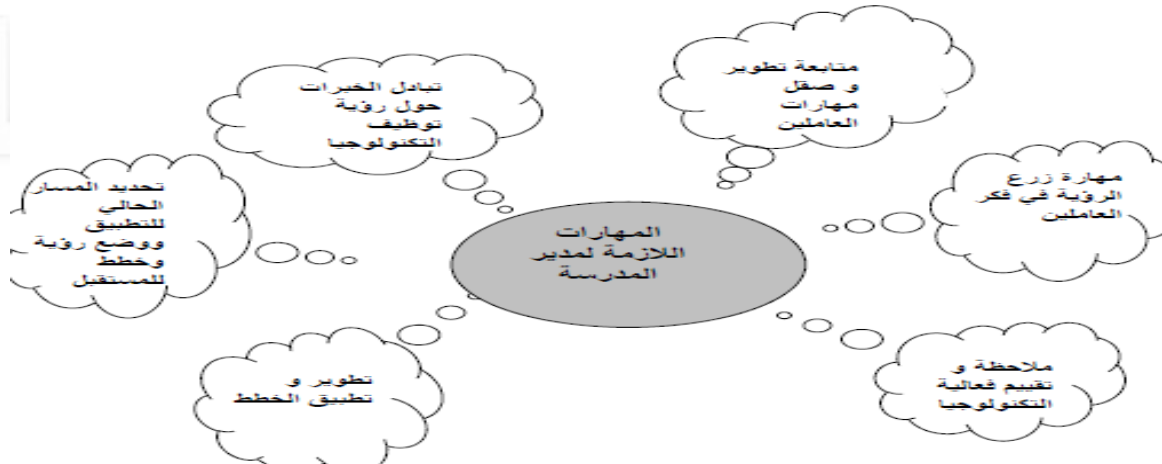 متابعة تطوير
و صقل
مهارات
العاملين
تبادل الخبرات
حول رؤية
توظيف
التكنولوجيا
مهارة زرع
الرؤية في فكر
العاملين
تحديد المسار
الحالي
للتطبيق
ووضع رؤية
وخطط
للمستقبل
المهارات
اللازمة لمدير
المدرسة
ملاحظة و
تقييم فعالية
التكنولوجيا
تطوير و
تطبيق الخطط